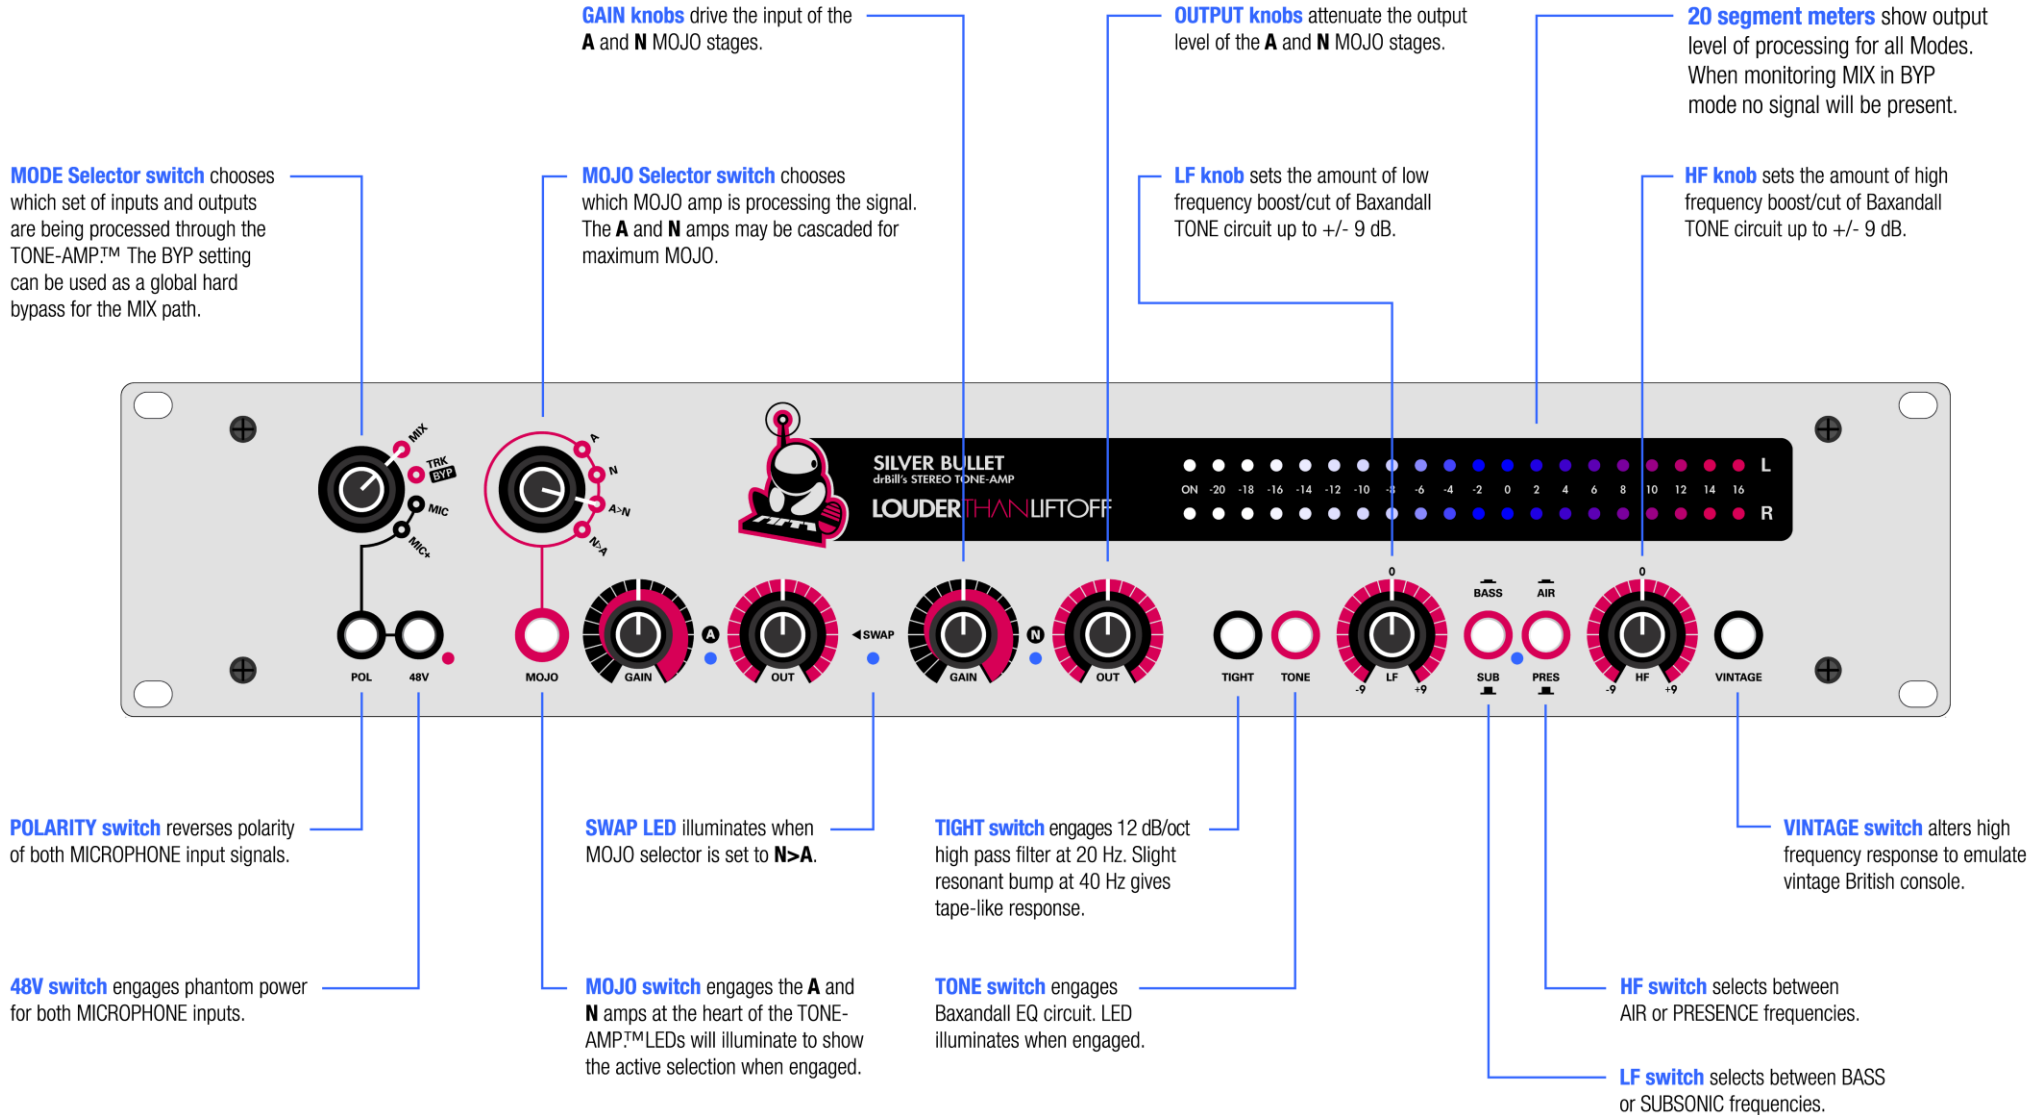 GAIN knobs drive the input of the
A and N MOJO stages.
OUTPUT knobs attenuate the output
level of the A and N MOJO stages.
20 segment meters show output
level of processing for all Modes.
When monitoring MIX in BYP
mode no signal will be present.
MODE Selector switch chooses
which set of inputs and outputs
are being processed through the
TONE-AMP.™ The BYP setting
can be used as a global hard
bypass for the MIX path.
MOJO Selector switch chooses
which MOJO amp is processing the signal.
The A and N amps may be cascaded for
maximum MOJO.
LF knob sets the amount of low
frequency boost/cut of Baxandall
TONE circuit up to +/- 9 dB.
HF knob sets the amount of high
frequency boost/cut of Baxandall
TONE circuit up to +/- 9 dB.
MIX
TRK
BYP
MIC
MIC+
A
N
A>N
N>A
SILVER BULLET
drBill's STEREO TONE-AMP
LOUDERTHANLIFTOFF
L
ON -20 -18 -16 -14 -12 -10 -8 -6 -4 -2 0 2 4 6 8 10 12 14 16
R
0
BASS
AIR
0
A
◀SWAP
N
POL
48V
MOJO
GAIN
OUT
GAIN
OUT
TIGHT
TONE
-9
LF
+9
SUB
PRES
-9
HF
+9
VINTAGE
POLARITY switch reverses polarity
of both MICROPHONE input signals.
SWAP LED illuminates when
MOJO selector is set to N>A.
TIGHT switch engages 12 dB/oct
high pass filter at 20 Hz. Slight
resonant bump at 40 Hz gives
tape-like response.
VINTAGE switch alters high
frequency response to emulate
vintage British console.
48V switch engages phantom power
for both MICROPHONE inputs.
MOJO switch engages the A and
N amps at the heart of the TONE-
AMP.™LEDs will illuminate to show
the active selection when engaged.
TONE switch engages
Baxandall EQ circuit. LED
illuminates when engaged.
HF switch selects between
AIR or PRESENCE frequencies.
LF switch selects between BASS
or SUBSONIC frequencies.